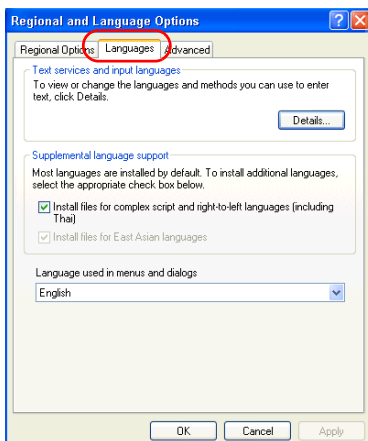 Regional and Language Options
Regional Options
Languages
Advanced
Text services and input languages
To view or change the languages and methods you can use to enter
text, click Details.
Details...
Supplemental language support
Most languages are installed by default. To install additional languages,
select the appropriate check box below.
Install files for complex script and right-to-left languages (including
Thai)
Install files for East Asian languages
Language used in menus and dialogs
English
OK
Cancel
Apply